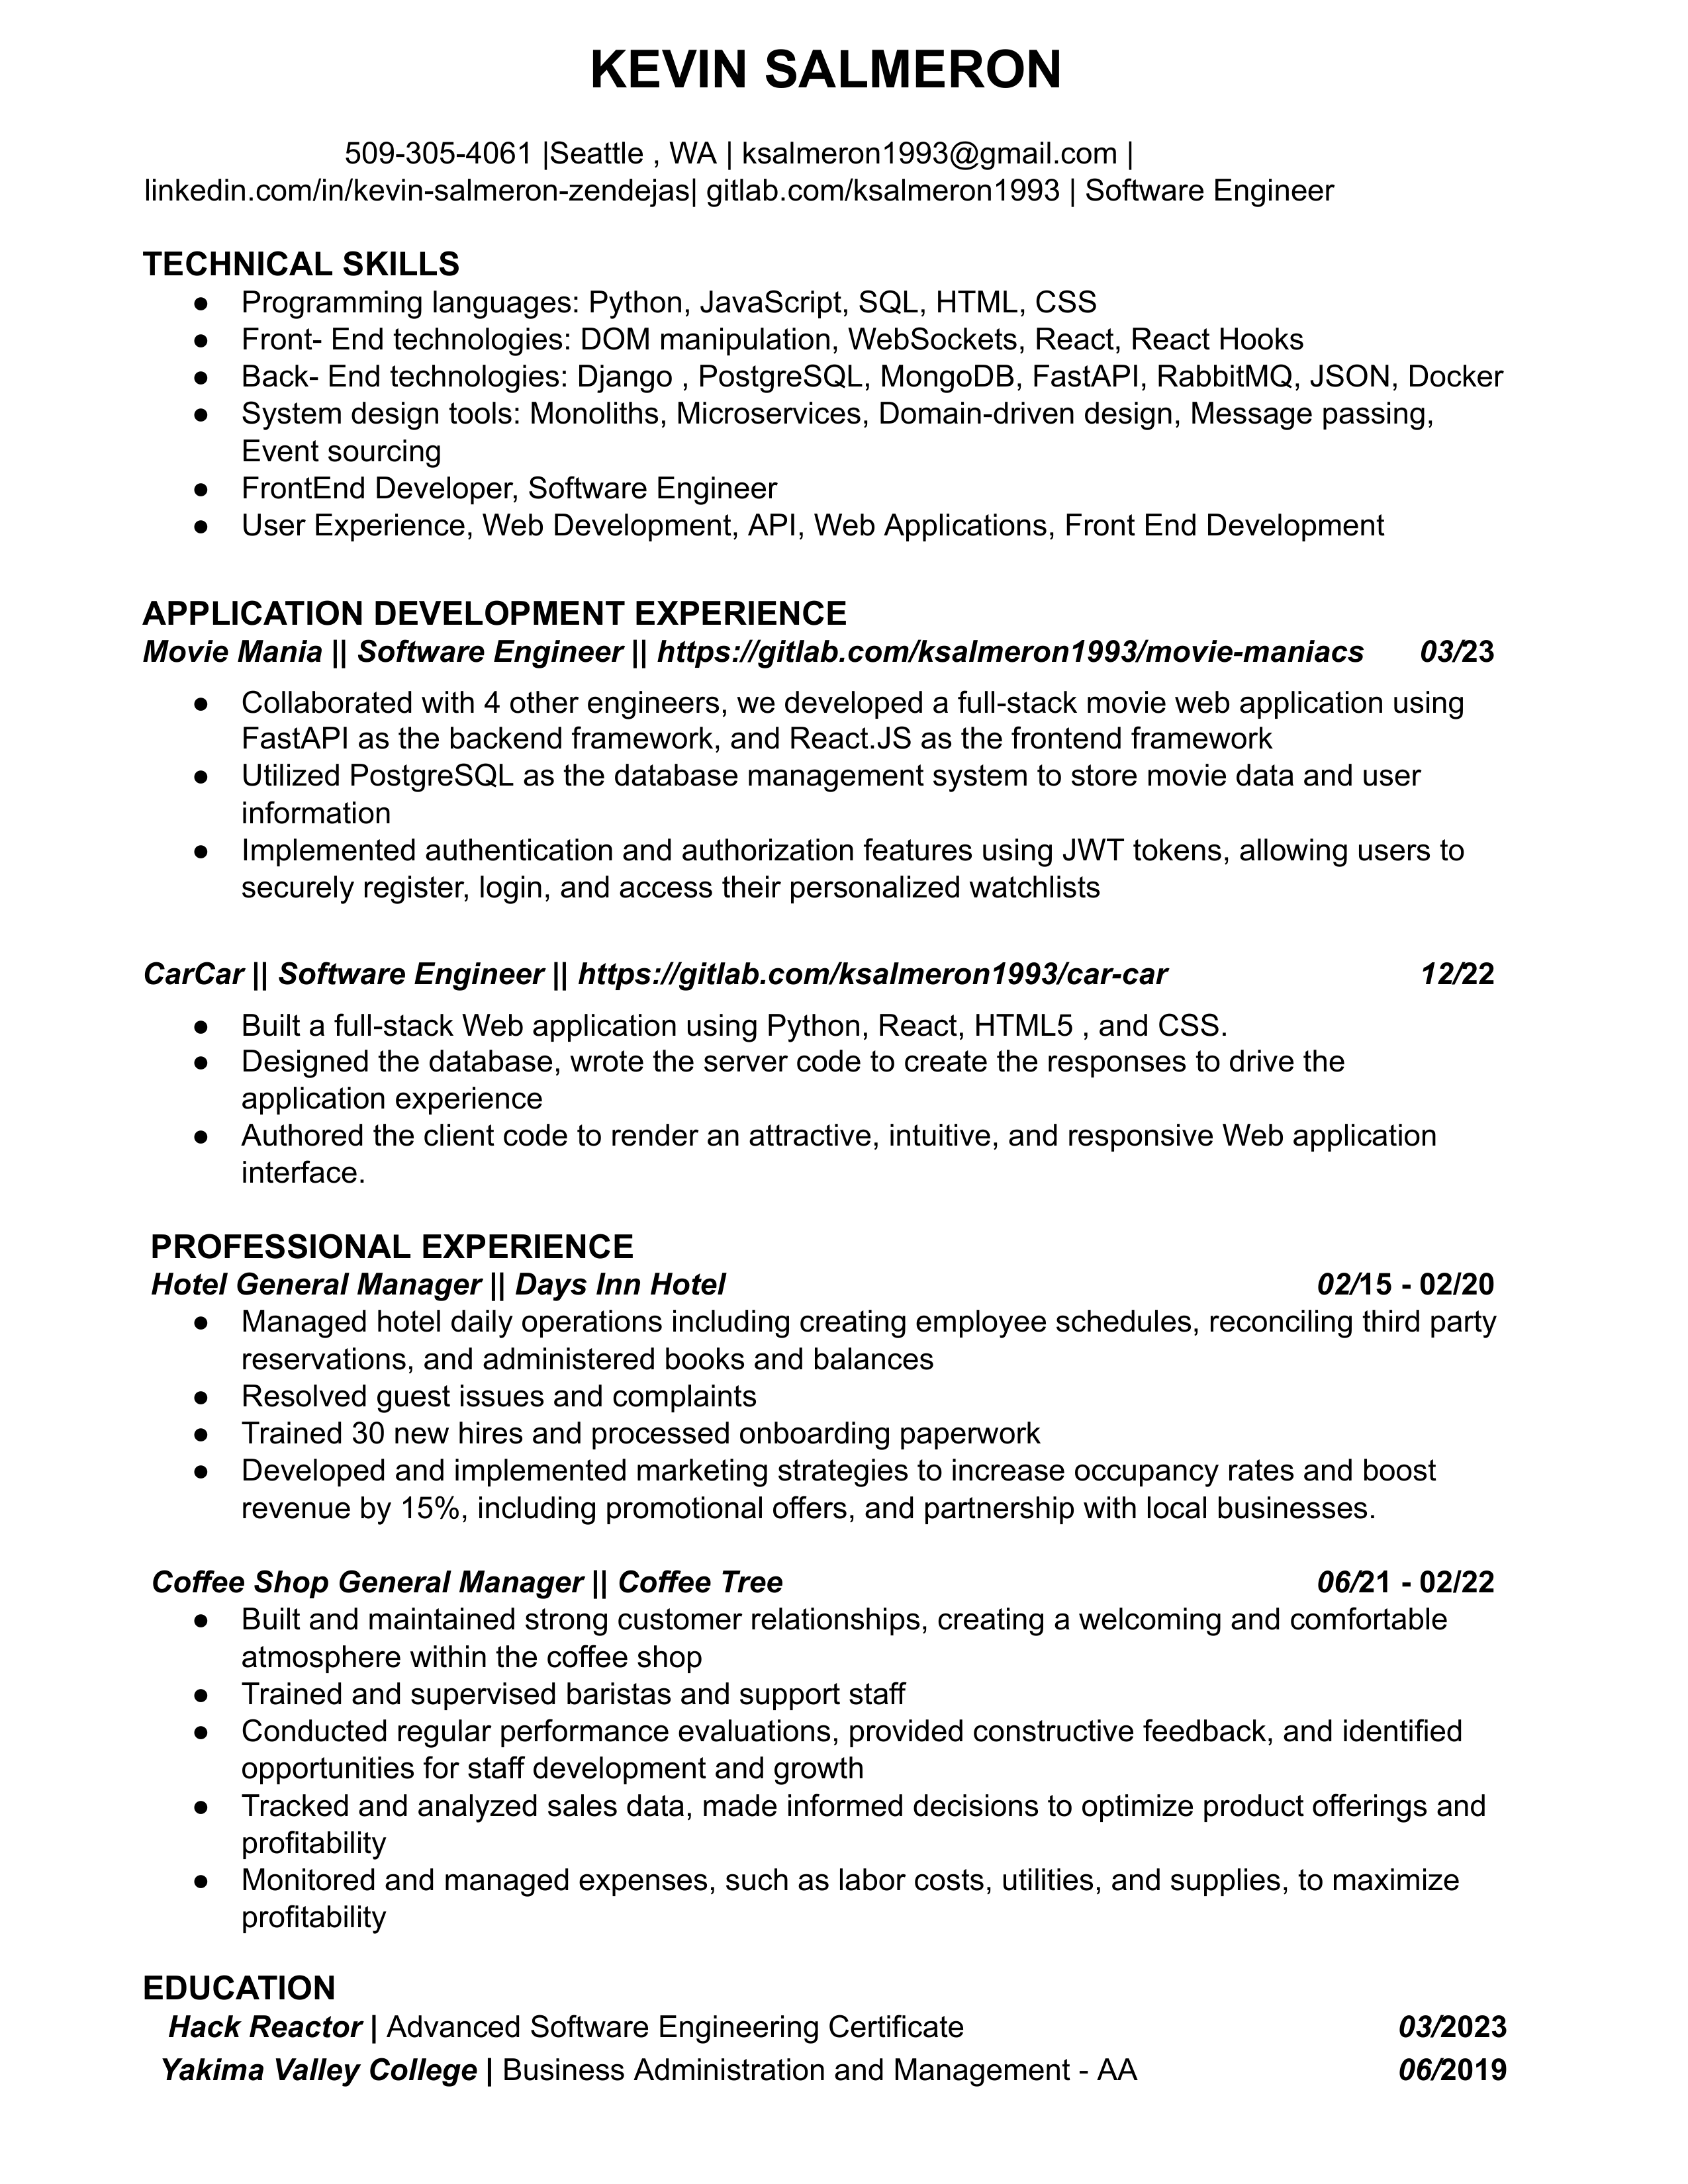 KEVIN SALMERON
509-305-4061 |Seattle , WA | ksalmeron1993@gmail.com |
linkedin.com/in/kevin-salmeron-zendejas| gitlab.com/ksalmeron1993 | Software Engineer
TECHNICAL SKILLS
● Programming languages: Python, JavaScript, SQL, HTML, CSS
● Front- End technologies: DOM manipulation, WebSockets, React, React Hooks
● Back- End technologies: Django , PostgreSQL, MongoDB, FastAPI, RabbitMQ, JSON, Docker
● System design tools: Monoliths, Microservices, Domain-driven design, Message passing,
Event sourcing
● FrontEnd Developer, Software Engineer
● User Experience, Web Development, API, Web Applications, Front End Development
APPLICATION DEVELOPMENT EXPERIENCE
Movie Mania || Software Engineer || https://gitlab.com/ksalmeron1993/movie-maniacs 03/23
● Collaborated with 4 other engineers, we developed a full-stack movie web application using
FastAPI as the backend framework, and React.JS as the frontend framework
● Utilized PostgreSQL as the database management system to store movie data and user
information
● Implemented authentication and authorization features using JWT tokens, allowing users to
securely register, login, and access their personalized watchlists
CarCar || Software Engineer || https://gitlab.com/ksalmeron1993/car-car 12/22
● Built a full-stack Web application using Python, React, HTML5 , and CSS.
● Designed the database, wrote the server code to create the responses to drive the
application experience
● Authored the client code to render an attractive, intuitive, and responsive Web application
interface.
PROFESSIONAL EXPERIENCE
Hotel General Manager || Days Inn Hotel 02/15 - 02/20
● Managed hotel daily operations including creating employee schedules, reconciling third party
reservations, and administered books and balances
● Resolved guest issues and complaints
● Trained 30 new hires and processed onboarding paperwork
● Developed and implemented marketing strategies to increase occupancy rates and boost
revenue by 15%, including promotional offers, and partnership with local businesses.
Coffee Shop General Manager || Coffee Tree 06/21 - 02/22
● Built and maintained strong customer relationships, creating a welcoming and comfortable
atmosphere within the coffee shop
● Trained and supervised baristas and support staff
● Conducted regular performance evaluations, provided constructive feedback, and identified
opportunities for staff development and growth
● Tracked and analyzed sales data, made informed decisions to optimize product offerings and
profitability
● Monitored and managed expenses, such as labor costs, utilities, and supplies, to maximize
profitability
EDUCATION
Hack Reactor | Advanced Software Engineering Certificate 03/2023
Yakima Valley College | Business Administration and Management - AA 06/2019